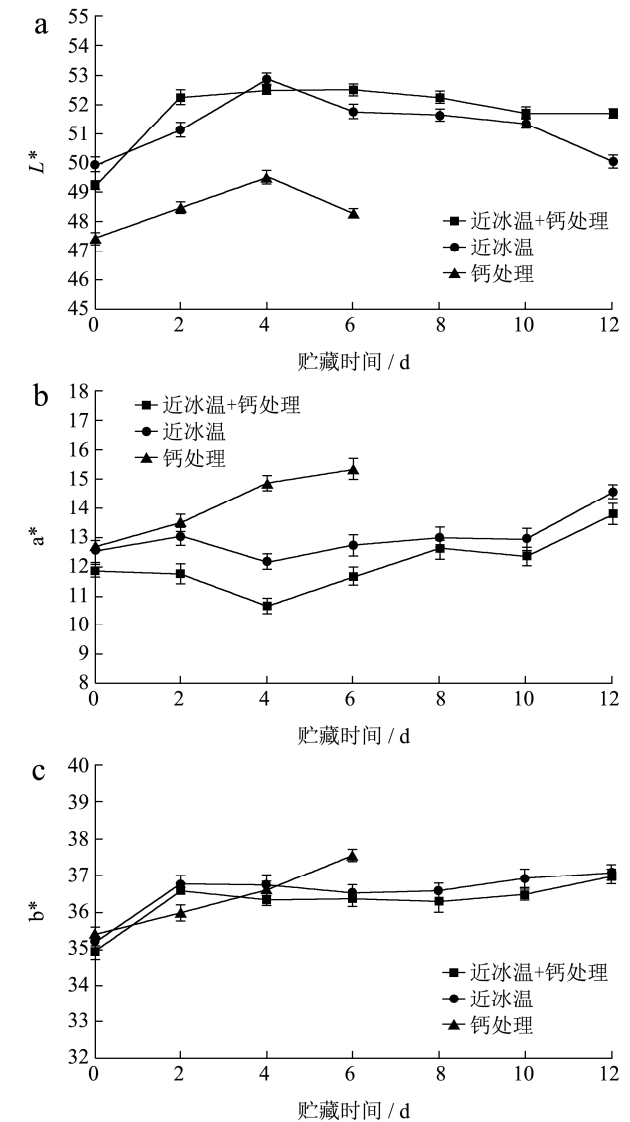 a
55
54
53
52
51
50
49
48
47
46
45
L*
近冰温+钙处理
近冰温
钙处理
0 2 4 6 8 10 12
贮藏时间 / d
b
18
17
16
15
14
13
12
11
10
9
8
a*
近冰温+钙处理
近冰温
钙处理
0 2 4 6 8 10 12
贮藏时间 / d
c
40
39
38
37
36
35
34
33
32
b*
近冰温+钙处理
近冰温
钙处理
0 2 4 6 8 10 12
贮藏时间 / d